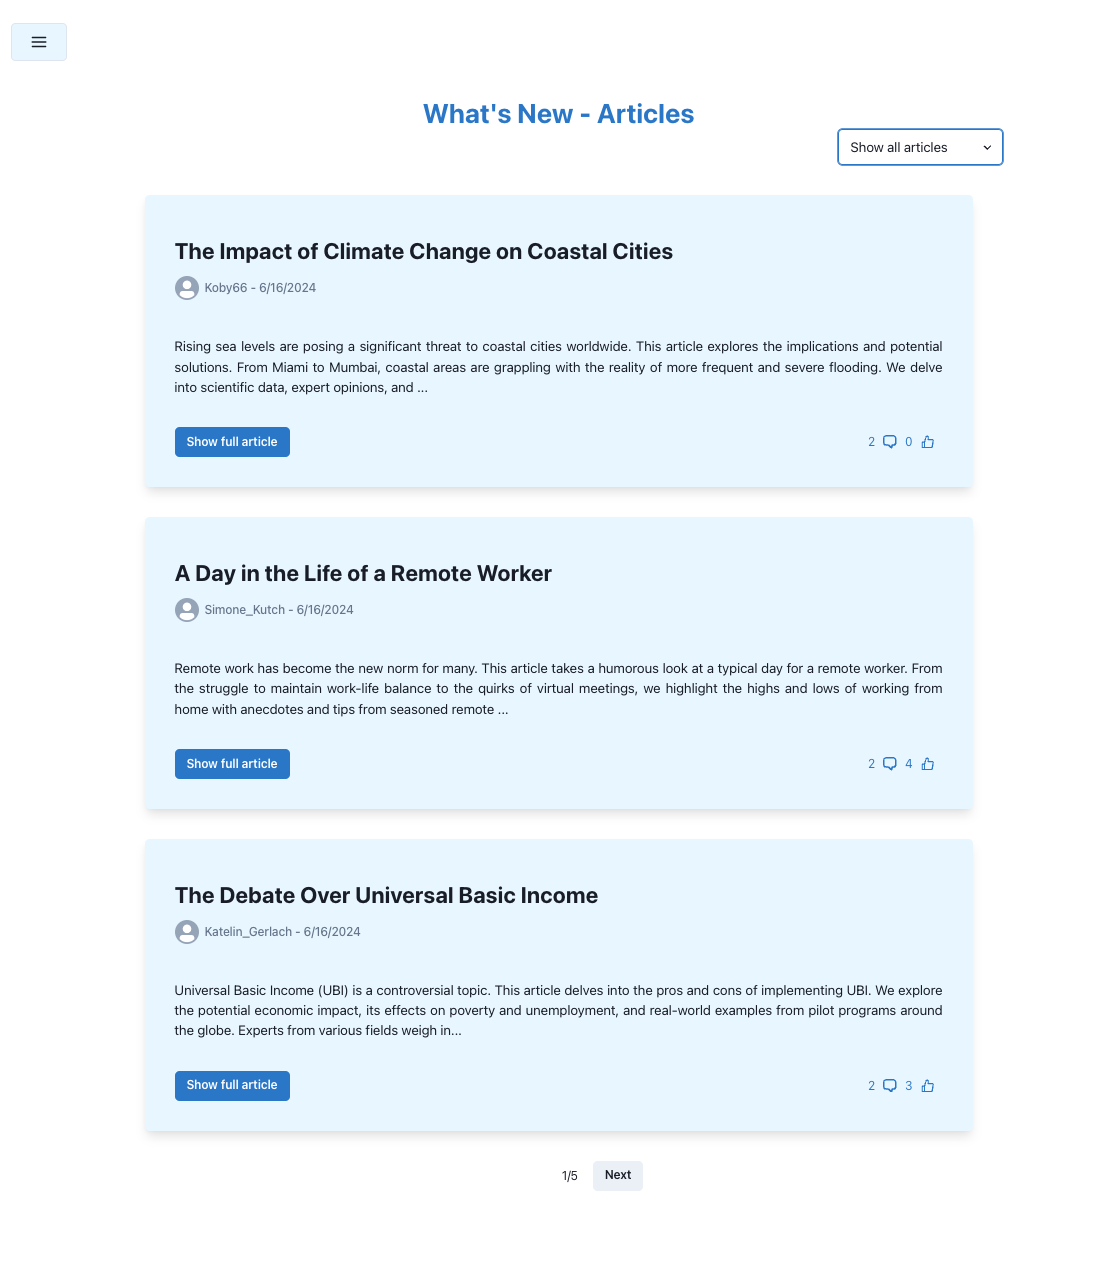 What's New - Articles
Show all articles
The Impact of Climate Change on Coastal Cities
Koby66 - 6/16/2024
Rising sea levels are posing a significant threat to coastal cities worldwide. This article explores the implications and potential
solutions. From Miami to Mumbai, coastal areas are grappling with the reality of more frequent and severe flooding. We delve
into scientific data, expert opinions, and ...
Show full article
2 0
A Day in the Life of a Remote Worker
Simone_Kutch - 6/16/2024
Remote work has become the new norm for many. This article takes a humorous look at a typical day for a remote worker. From
the struggle to maintain work-life balance to the quirks of virtual meetings, we highlight the highs and lows of working from
home with anecdotes and tips from seasoned remote ...
Show full article
2 4
The Debate Over Universal Basic Income
Katelin_Gerlach - 6/16/2024
Universal Basic Income (UBI) is a controversial topic. This article delves into the pros and cons of implementing UBI. We explore
the potential economic impact, its effects on poverty and unemployment, and real-world examples from pilot programs around
the globe. Experts from various fields weigh in...
Show full article
2 3
1/5 Next